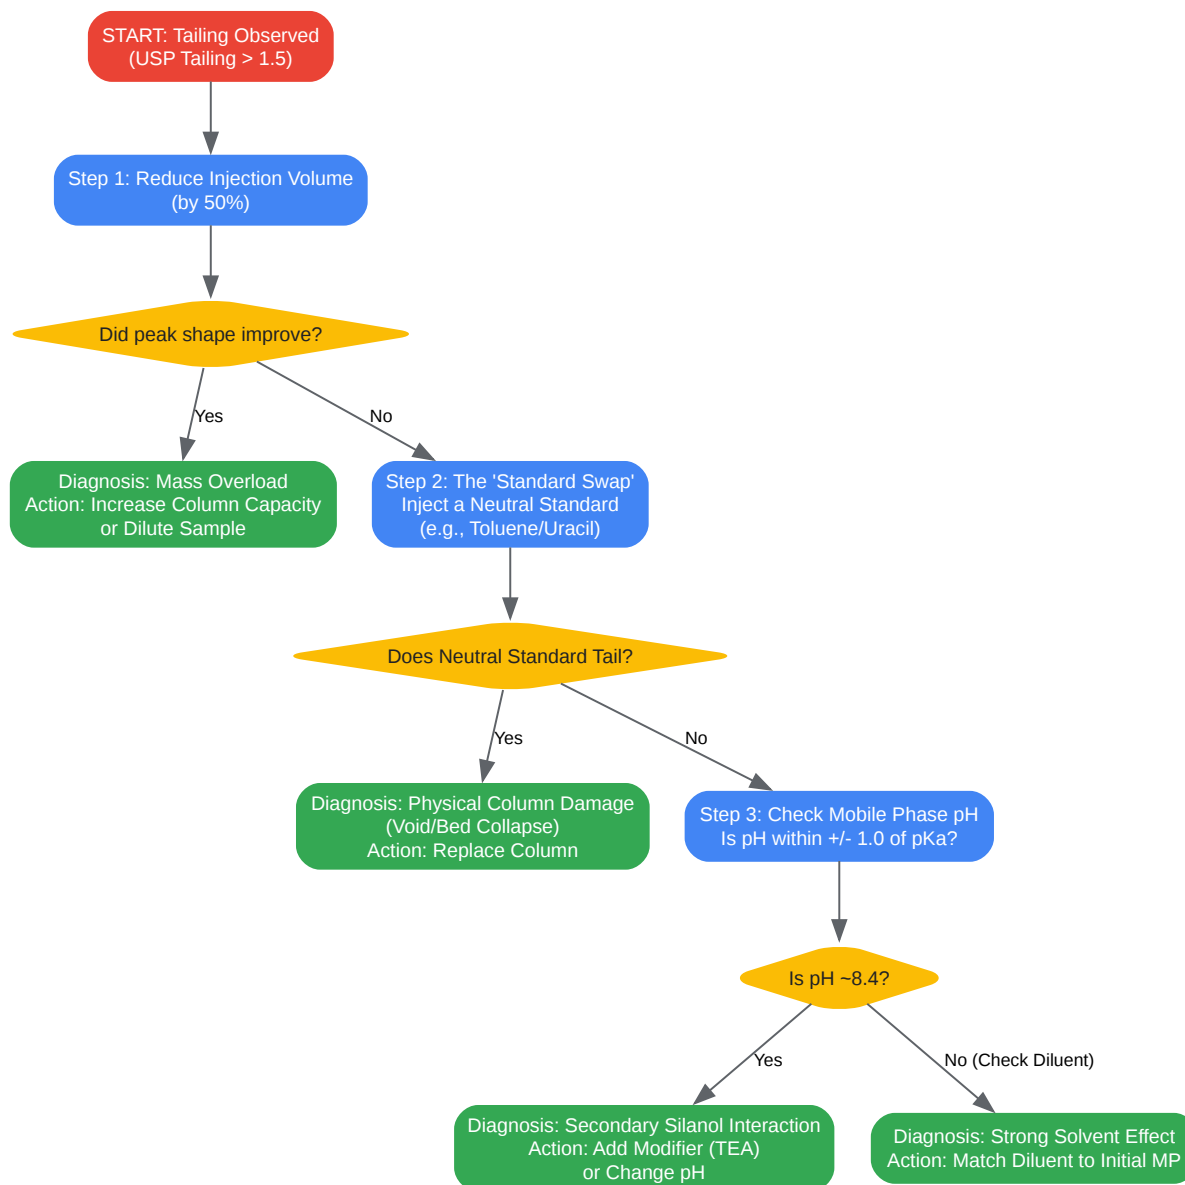 START: Tailing Observed
(USP Tailing > 1.5)
Step 1: Reduce Injection Volume
(by 50%)
Did peak shape improve?
Yes
No
Diagnosis: Mass Overload
Action: Increase Column Capacity
or Dilute Sample
Step 2: The 'Standard Swap'
Inject a Neutral Standard
(e.g., Toluene/Uracil)
Does Neutral Standard Tail?
Yes
No
Diagnosis: Physical Column Damage
(Void/Bed Collapse)
Action: Replace Column
Step 3: Check Mobile Phase pH
Is pH within +/- 1.0 of pKa?
Is pH ~8.4?
Yes
No (Check Diluent)
Diagnosis: Secondary Silanol Interaction
Action: Add Modifier (TEA)
or Change pH
Diagnosis: Strong Solvent Effect
Action: Match Diluent to Initial MP